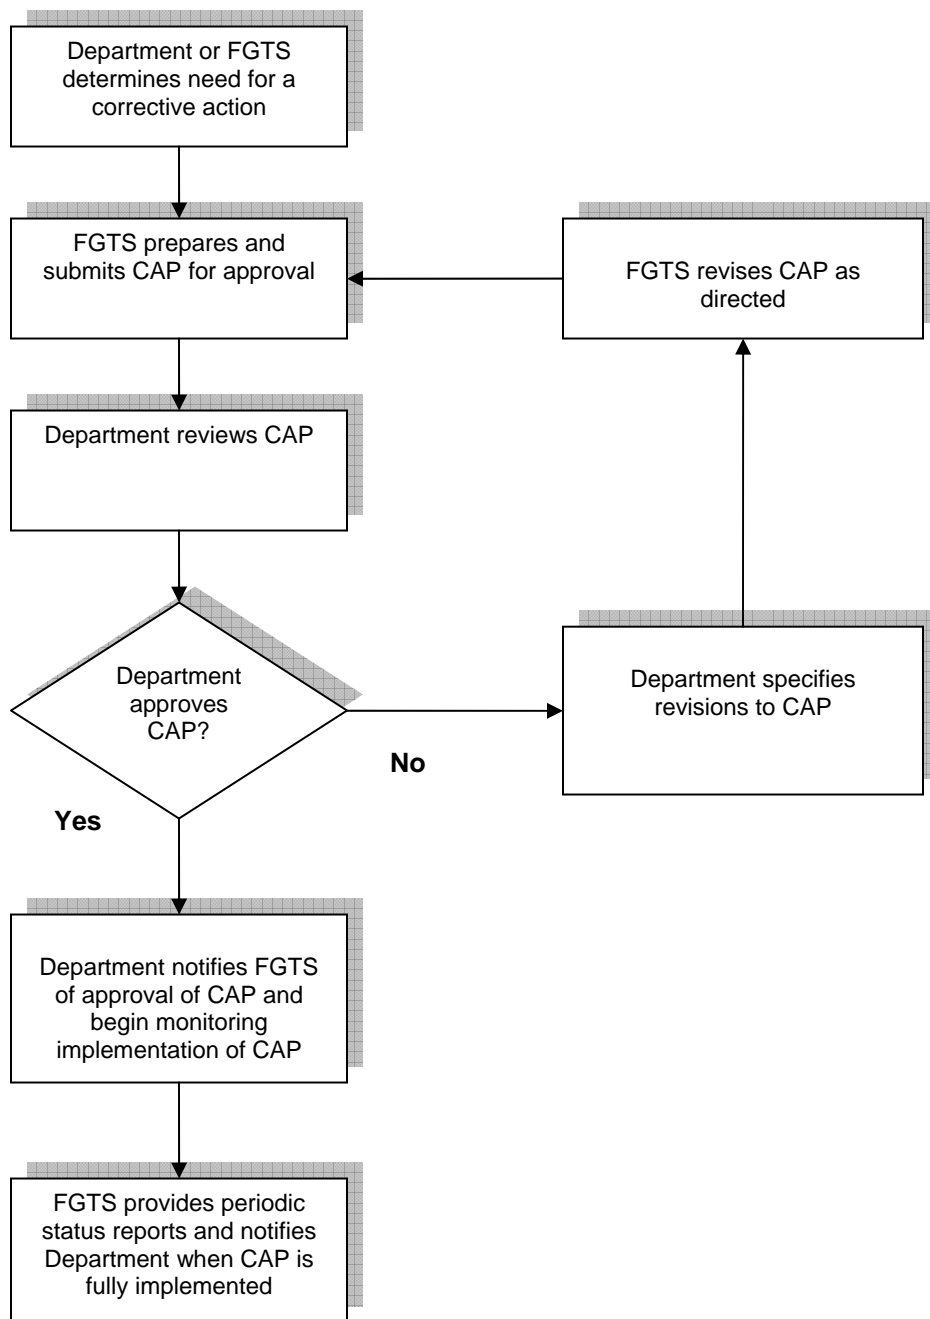 Department or FGTS
determines need for a
corrective action
FGTS prepares and
submits CAP for approval
FGTS revises CAP as
directed
Department reviews CAP
Department
approves
CAP?
No
Department specifies
revisions to CAP
Yes
Department notifies FGTS
of approval of CAP and
begin monitoring
implementation of CAP
FGTS provides periodic
status reports and notifies
Department when CAP is
fully implemented